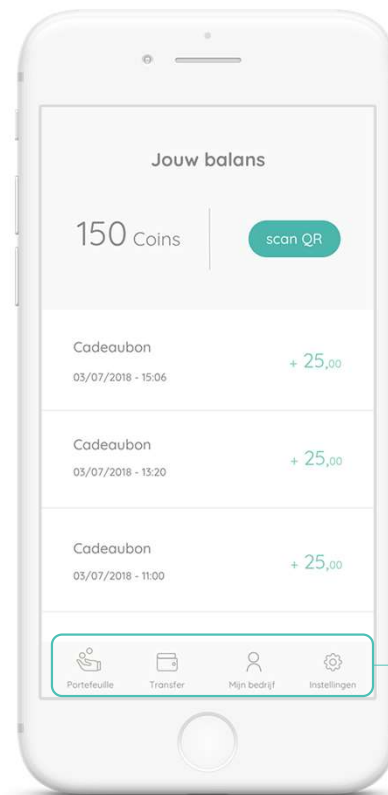 Jouw balans
150 Coins
scan QR
Cadeaubon
+ 25,00
03/07/2018 - 15:06
Cadeaubon
+ 25,00
03/07/2018 - 13:20
Cadeaubon
+ 25,00
03/07/2018 - 11:00
Portefeuille Transfer Mijn bedrijf Instellingen